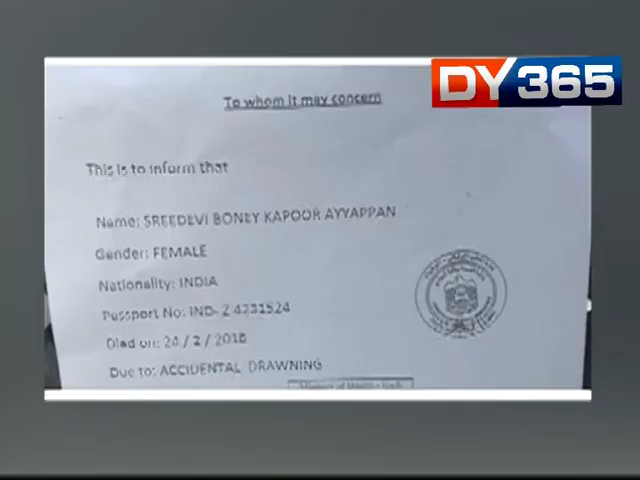 DY365
To whom it may concern
This is to inform that
Name: SREEDEVI BONEY KAPOOR AYYAPPAN
Gender: FEMALE
Nationality: INDIA
Passport No: IND- Z 4731524
Died on: 24 / 2 / 2018
Due to: ACCIDENTAL DRAWNING